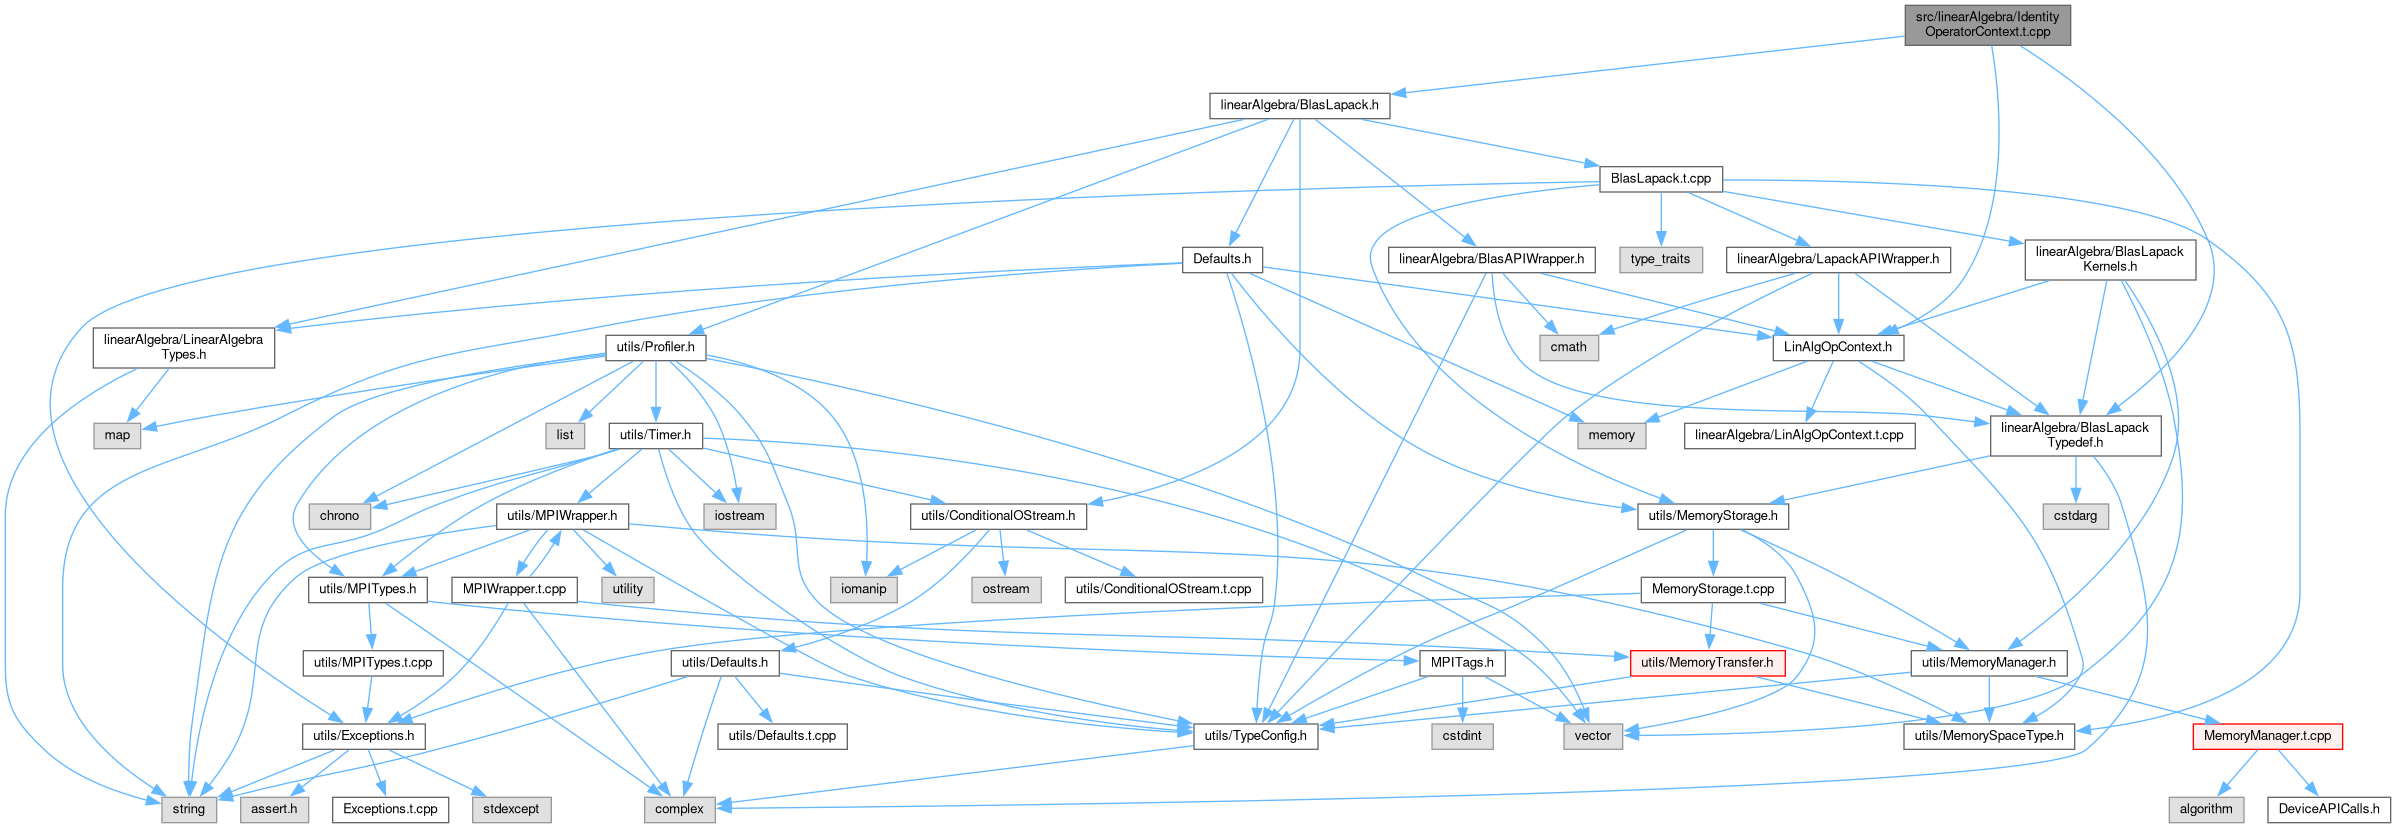 src/linearAlgebra/Identity
OperatorContext.t.cpp
linearAlgebra/BlasLapack.h
BlasLapack.t.cpp
Defaults.h
linearAlgebra/BlasAPIWrapper.h
type_traits
linearAlgebra/LapackAPIWrapper.h
linearAlgebra/BlasLapack
Kernels.h
linearAlgebra/LinearAlgebra
Types.h
utils/Profiler.h
cmath
LinAlgOpContext.h
map
list
utils/Timer.h
memory
linearAlgebra/LinAlgOpContext.t.cpp
linearAlgebra/BlasLapack
Typedef.h
chrono
utils/MPIWrapper.h
iostream
utils/ConditionalOStream.h
utils/MemoryStorage.h
cstdarg
utils/MPITypes.h
MPIWrapper.t.cpp
utility
iomanip
ostream
utils/ConditionalOStream.t.cpp
MemoryStorage.t.cpp
utils/MPITypes.t.cpp
utils/Defaults.h
MPITags.h
utils/MemoryTransfer.h
utils/MemoryManager.h
utils/Exceptions.h
utils/Defaults.t.cpp
utils/TypeConfig.h
cstdint
vector
utils/MemorySpaceType.h
MemoryManager.t.cpp
string
assert.h
Exceptions.t.cpp
stdexcept
complex
algorithm
DeviceAPICalls.h